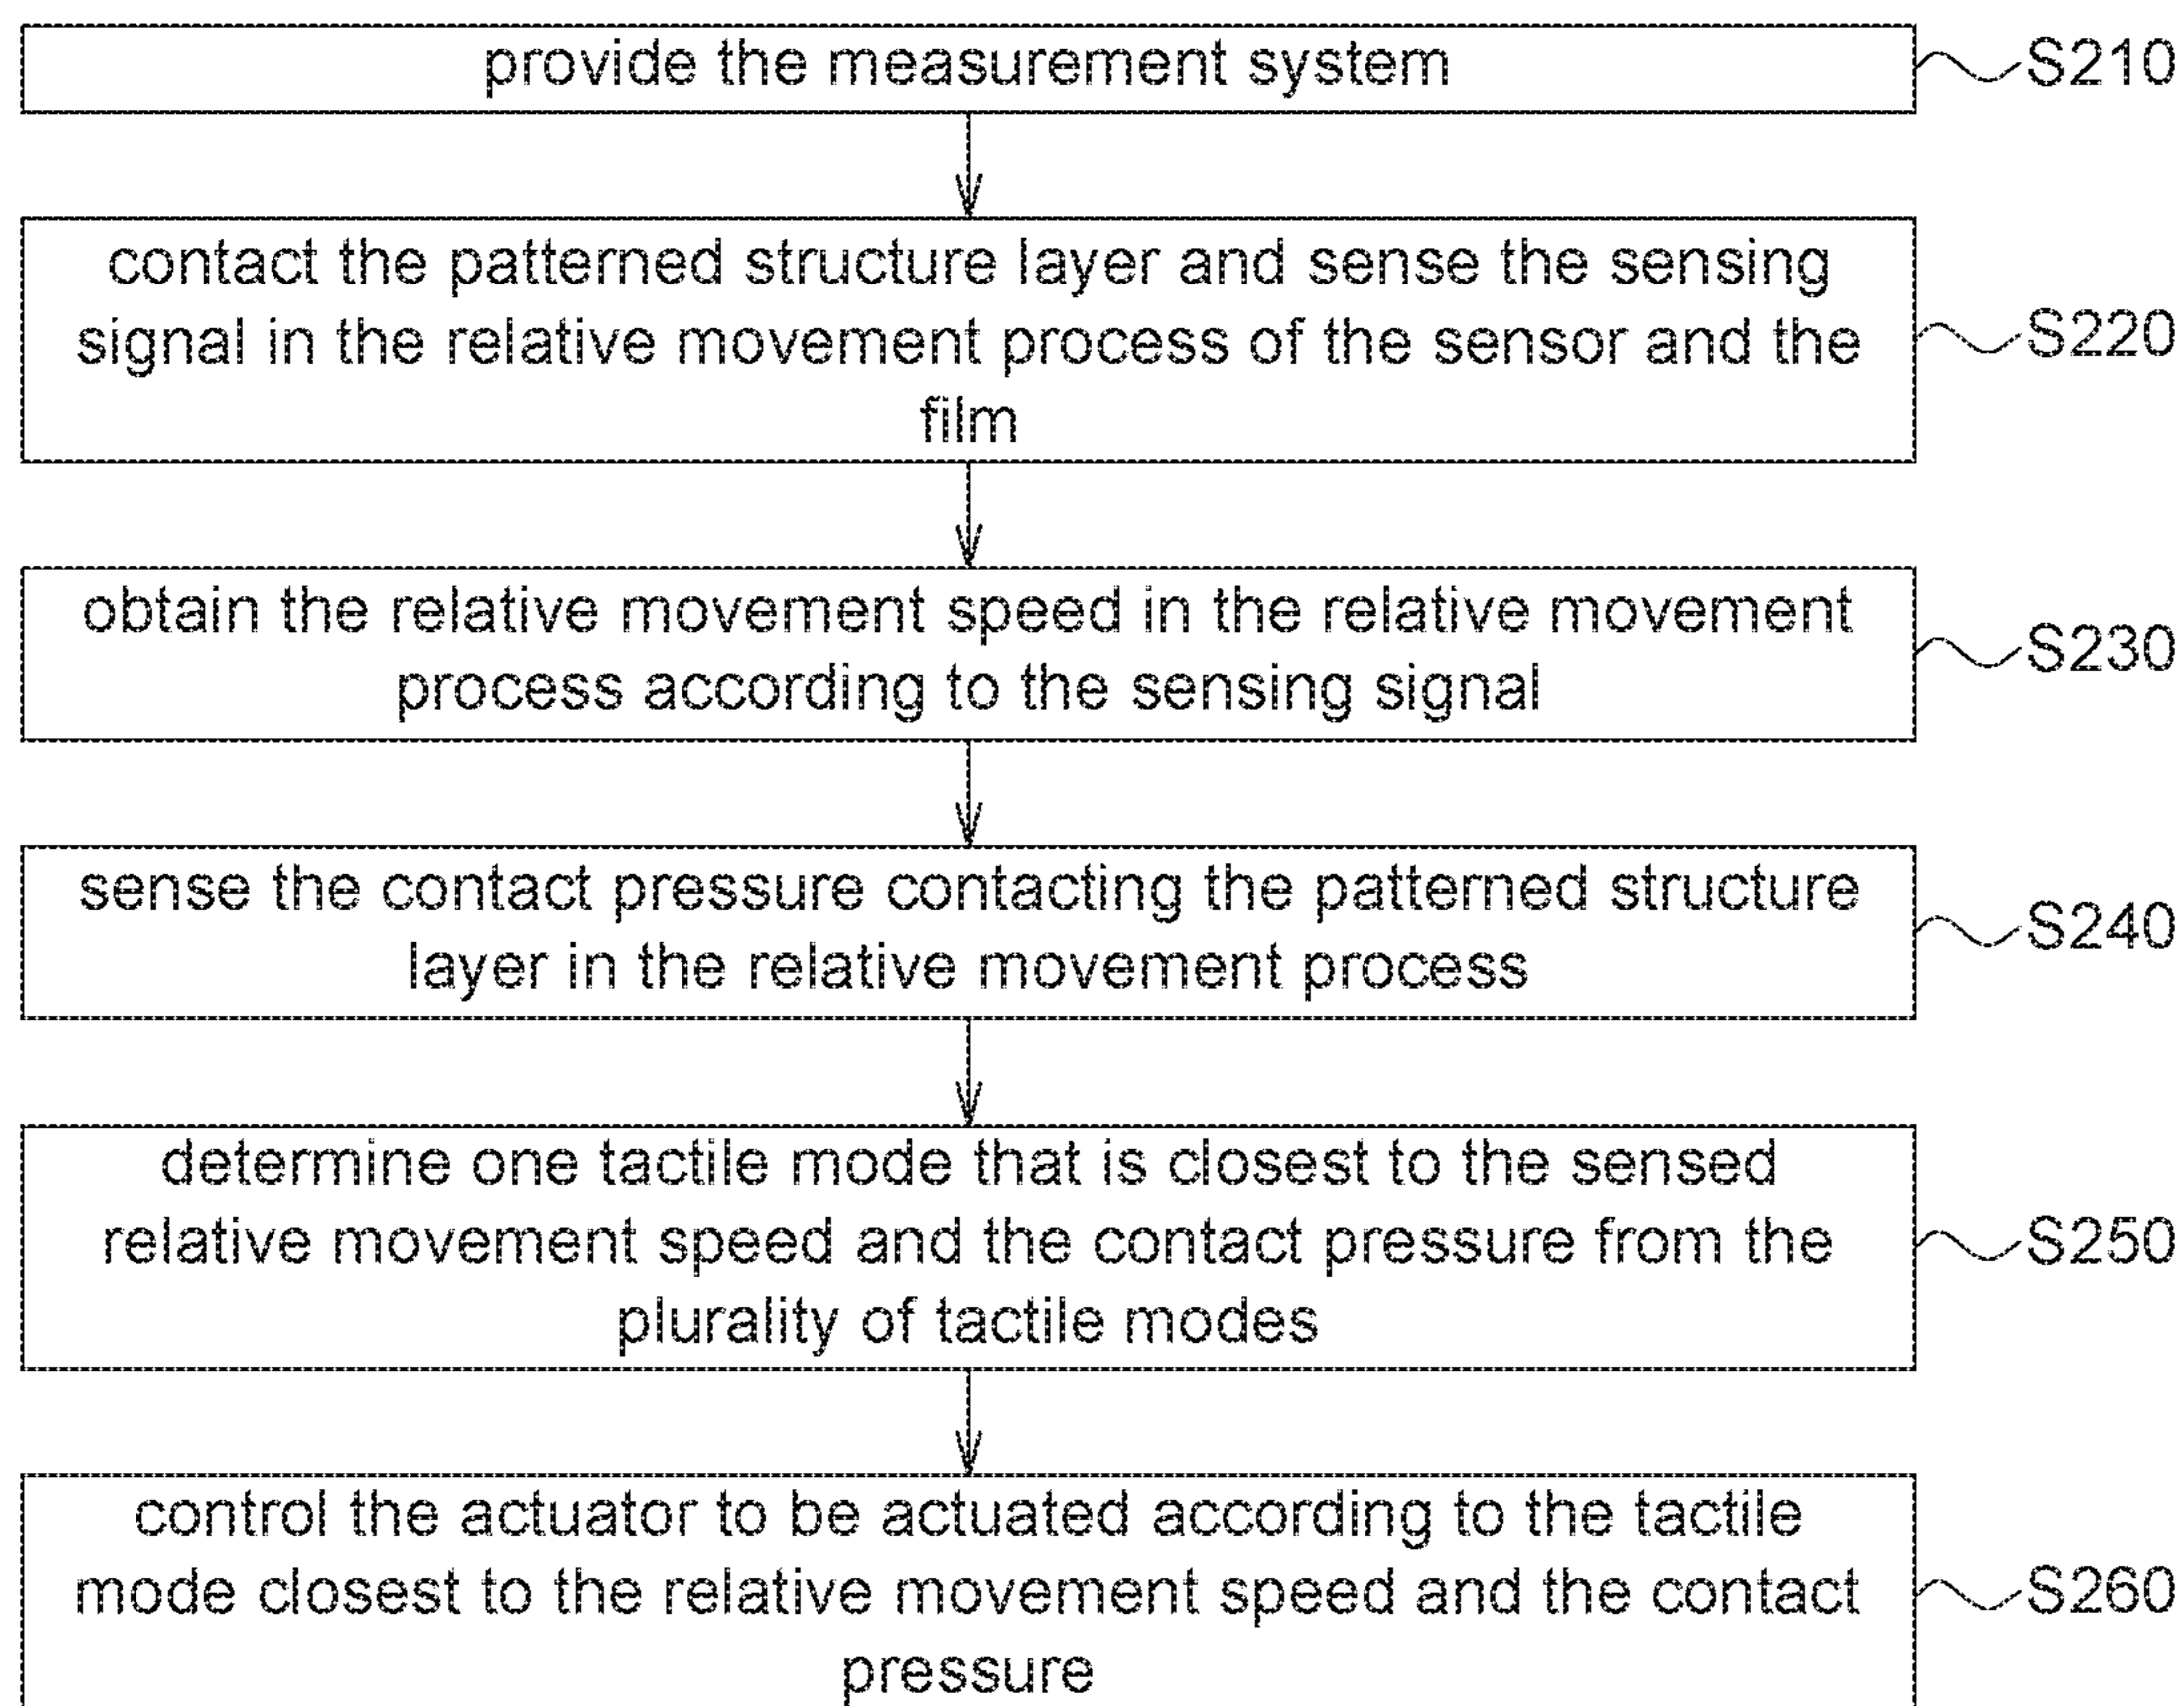 provide the measurement system
S210
contact the patterned structure layer and sense the sensing
signal in the relative movement process of the sensor and the
film
S220
obtain the relative movement speed in the relative movement
process according to the sensing signal
S230
sense the contact pressure contacting the patterned structure
layer in the relative movement process
S240
determine one tactile mode that is closest to the sensed
relative movement speed and the contact pressure from the
plurality of tactile modes
S250
control the actuator to be actuated according to the tactile
mode closest to the relative movement speed and the contact
pressure
S260